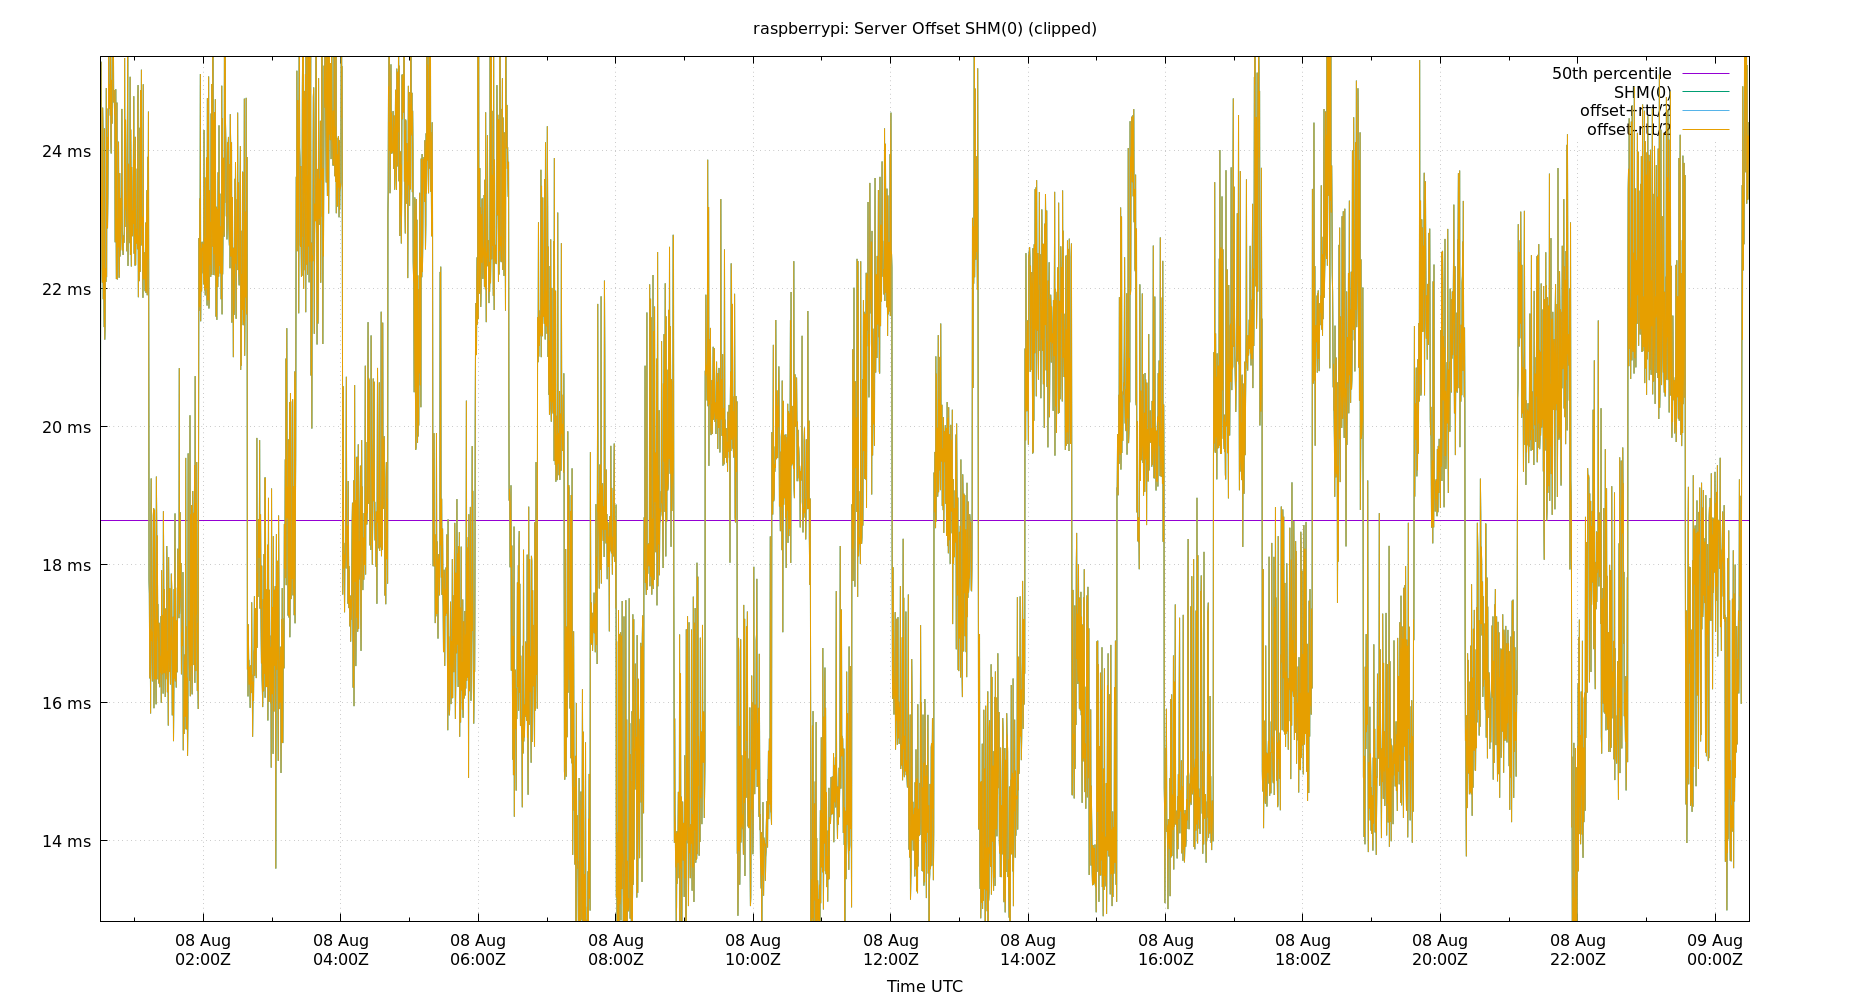 raspberrypi: Server Offset SHM(0) (clipped)
50th percentile
SHM(0)
offset+rtt/2
offset-rtt/2
24 ms
22 ms
20 ms
18 ms
16 ms
14 ms
08 Aug 08 Aug 08 Aug 08 Aug 08 Aug 08 Aug 08 Aug 08 Aug 08 Aug 08 Aug 08 Aug 09 Aug
02:00Z 04:00Z 06:00Z 08:00Z 10:00Z 12:00Z 14:00Z 16:00Z 18:00Z 20:00Z 22:00Z 00:00Z
Time UTC